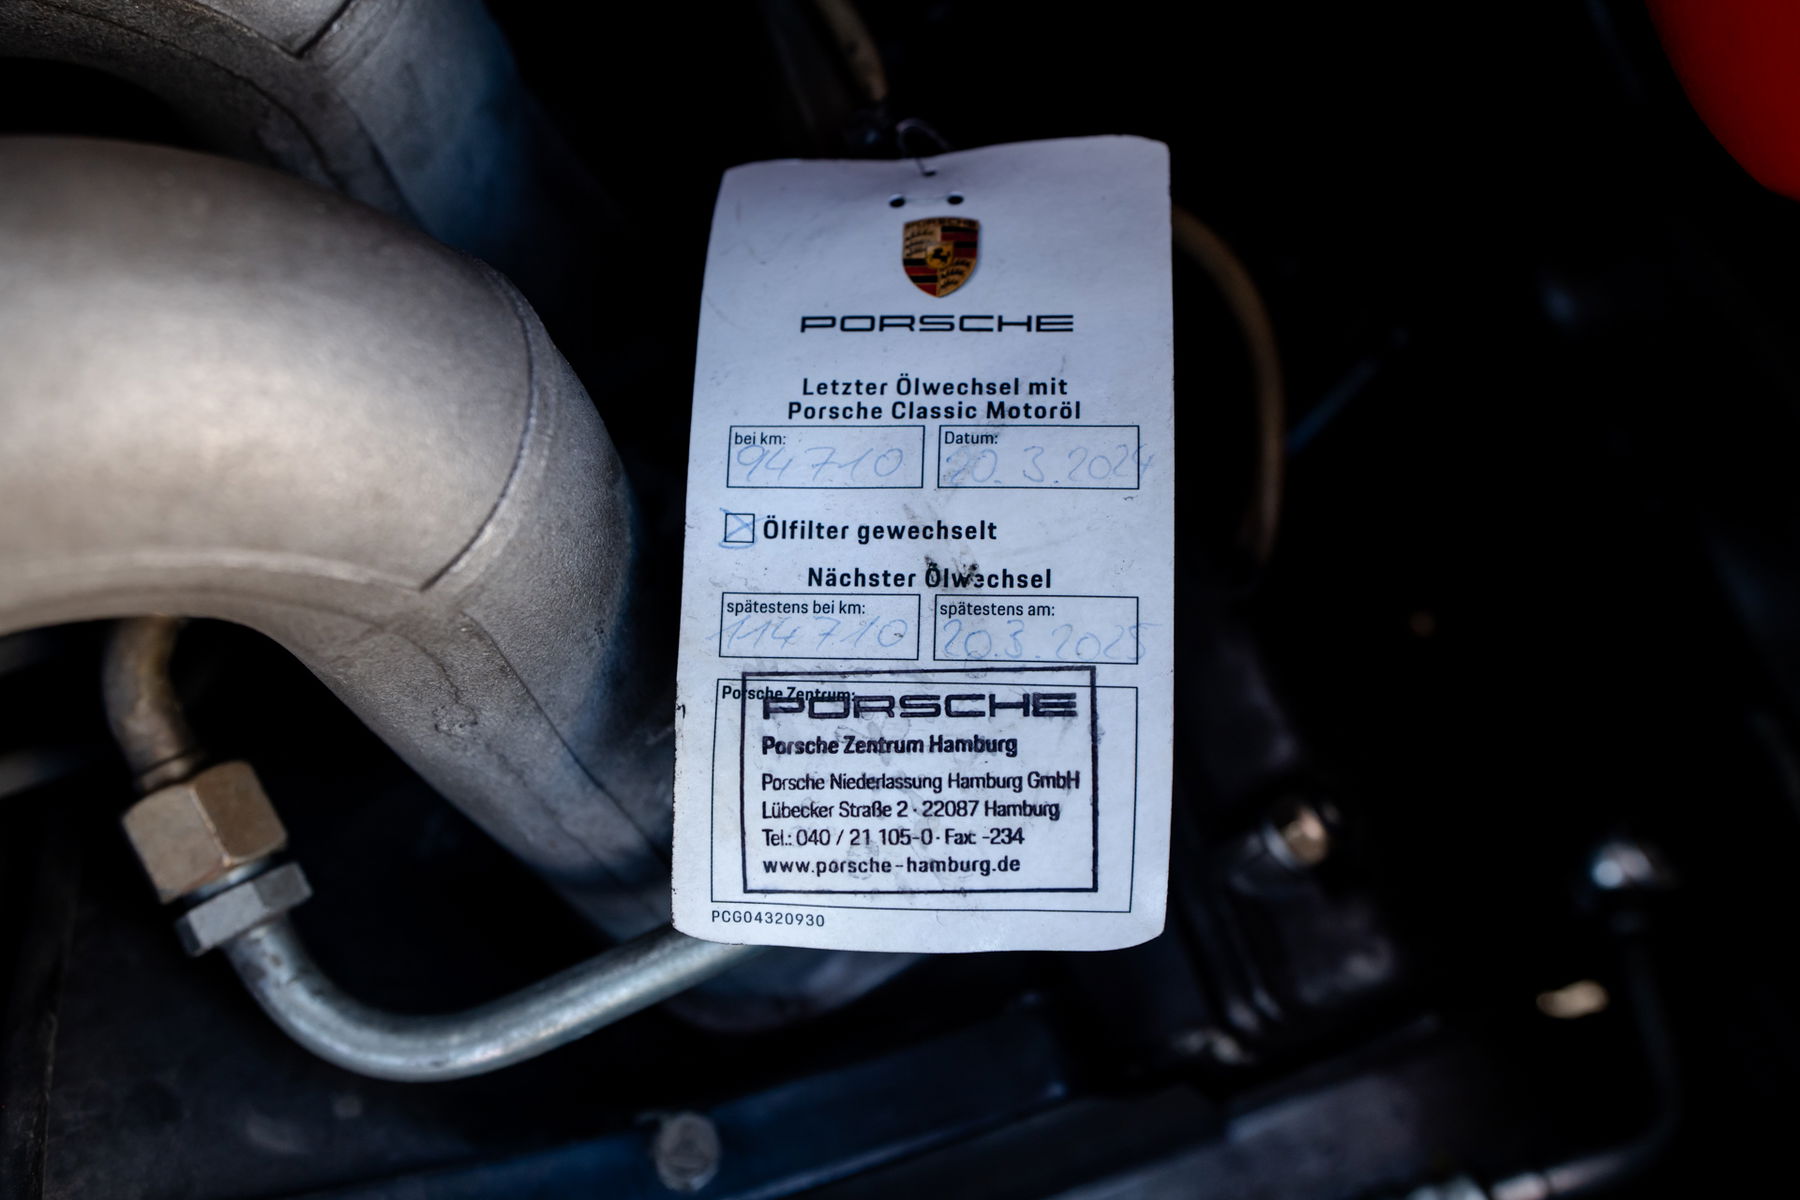 PORSCHE
PORSCHE
Letzter Ölwechsel mit
Porsche Classic Motoröl
bei km: Datum:
94710 20.3.2024
Ölfilter gewechselt
Nächster Ölwechsel
spätestens bei km: spätestens am:
114710 20.3.2025
Porsche Zentrum:
PORSCHE
Porsche Zentrum Hamburg
Porsche Niederlassung Hamburg GmbH
Lübecker Straße 2 · 22087 Hamburg
Tel.: 040 / 21 105-0 · Fax: -234
www.porsche-hamburg.de
PCG04320930